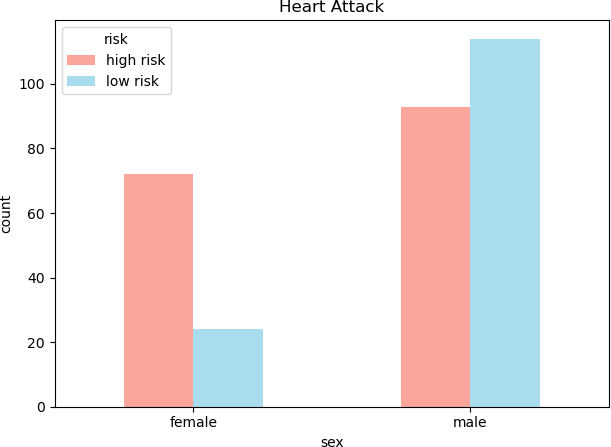 Heart Attack
risk
high risk
low risk
count
100
80
60
40
20
0
female
male
sex